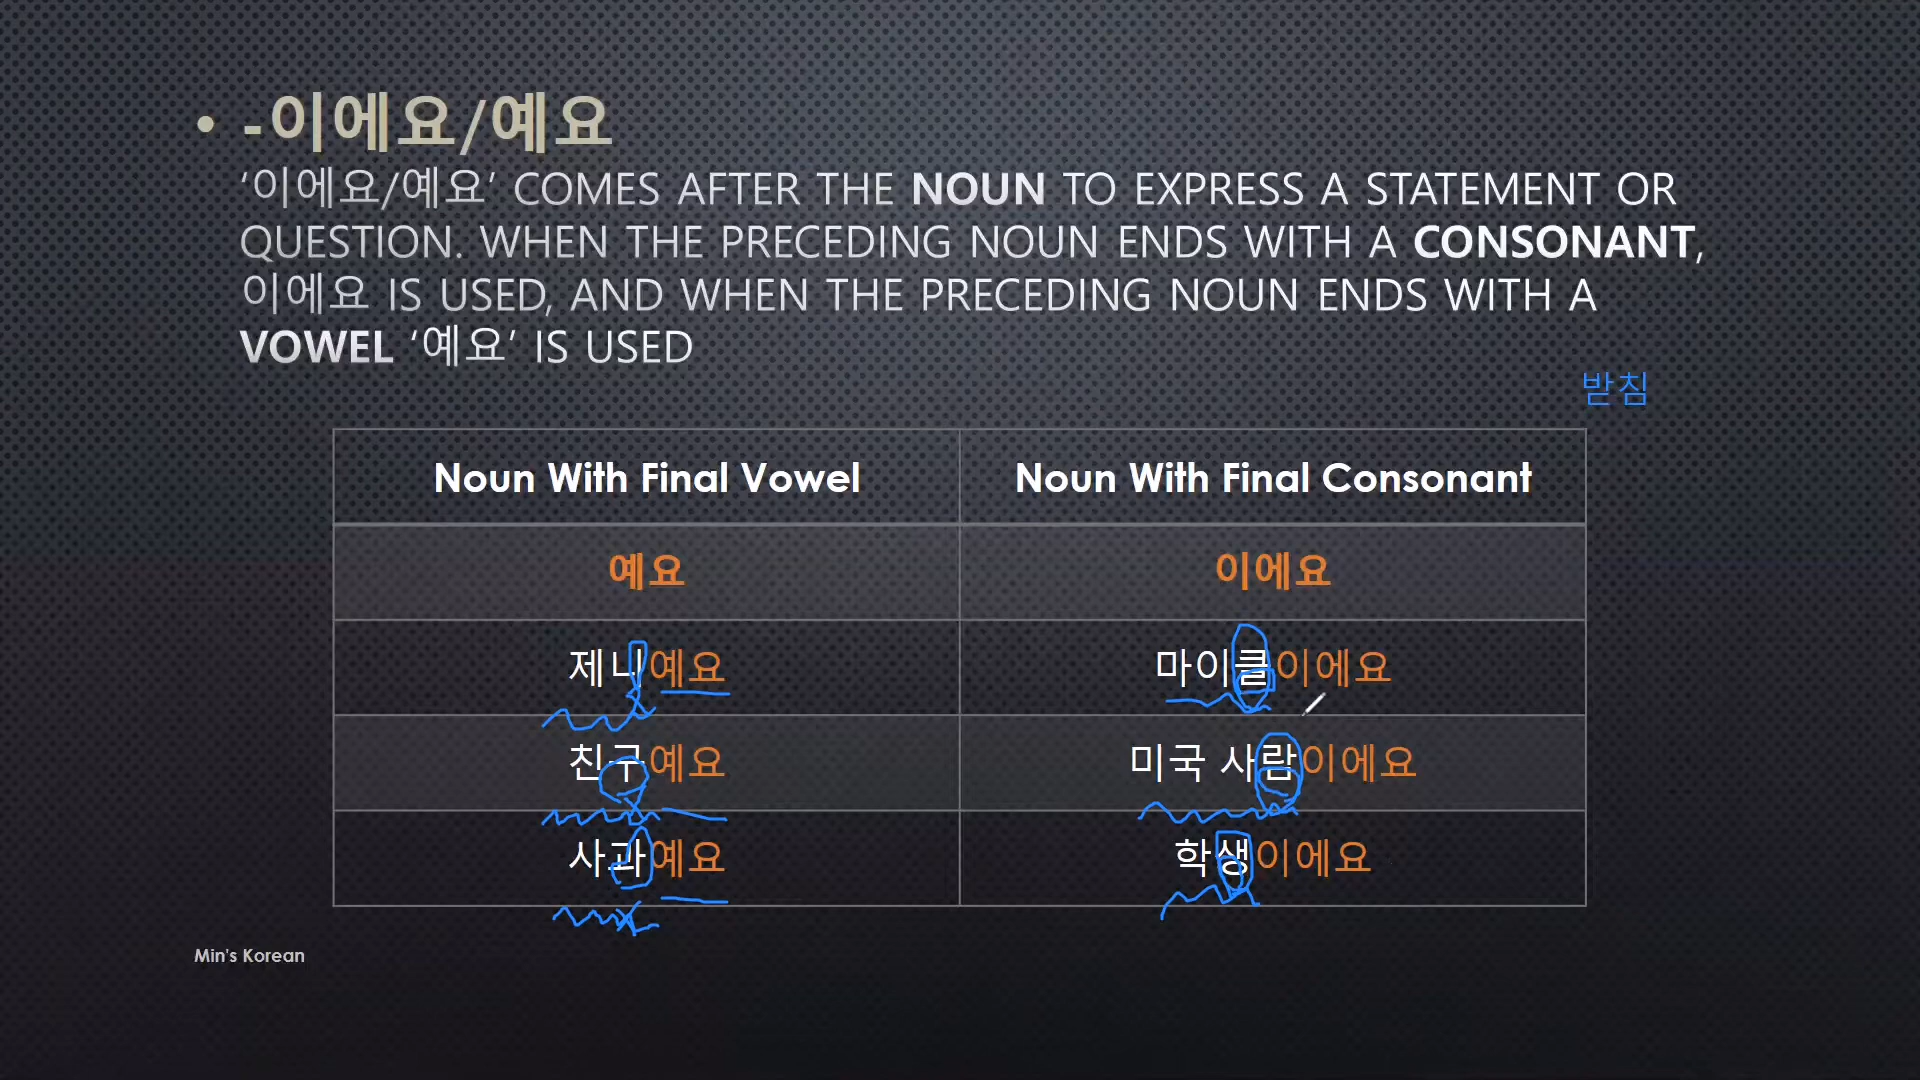 • -이에요/예요
‘이에요/예요’ COMES AFTER THE NOUN TO EXPRESS A STATEMENT OR
QUESTION. WHEN THE PRECEDING NOUN ENDS WITH A CONSONANT,
이에요 IS USED, AND WHEN THE PRECEDING NOUN ENDS WITH A
VOWEL ‘예요’ IS USED
받침
Noun With Final Vowel
Noun With Final Consonant
예요
이에요
제니예요
마이클이에요
친구예요
미국 사람이에요
사과예요
학생이에요
Min's Korean